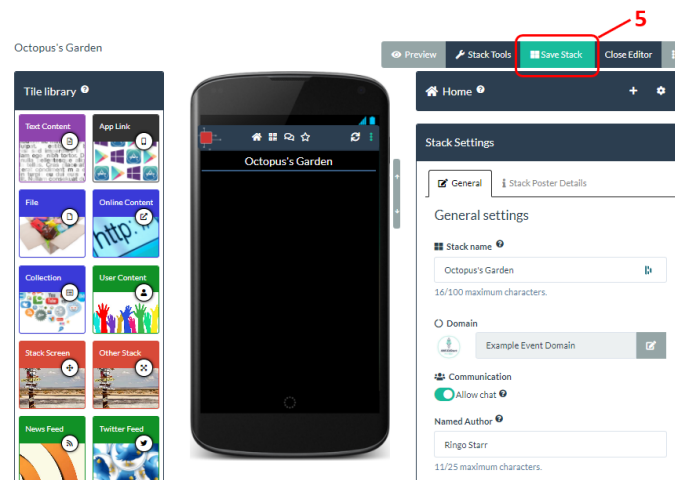 5
Octopus's Garden
Preview
Stack Tools
Save Stack
Close Editor
Tile library
Text Content
App Link
File
Online Content
http:
Collection
User Content
Stack Screen
Other Stack
News Feed
Twitter Feed
Octopus's Garden
Home
Stack Settings
General
Stack Poster Details
General settings
Stack name
Octopus's Garden
16/100 maximum characters.
Domain
Example Event Domain
Communication
Allow chat
Named Author
Ringo Starr
11/25 maximum characters.